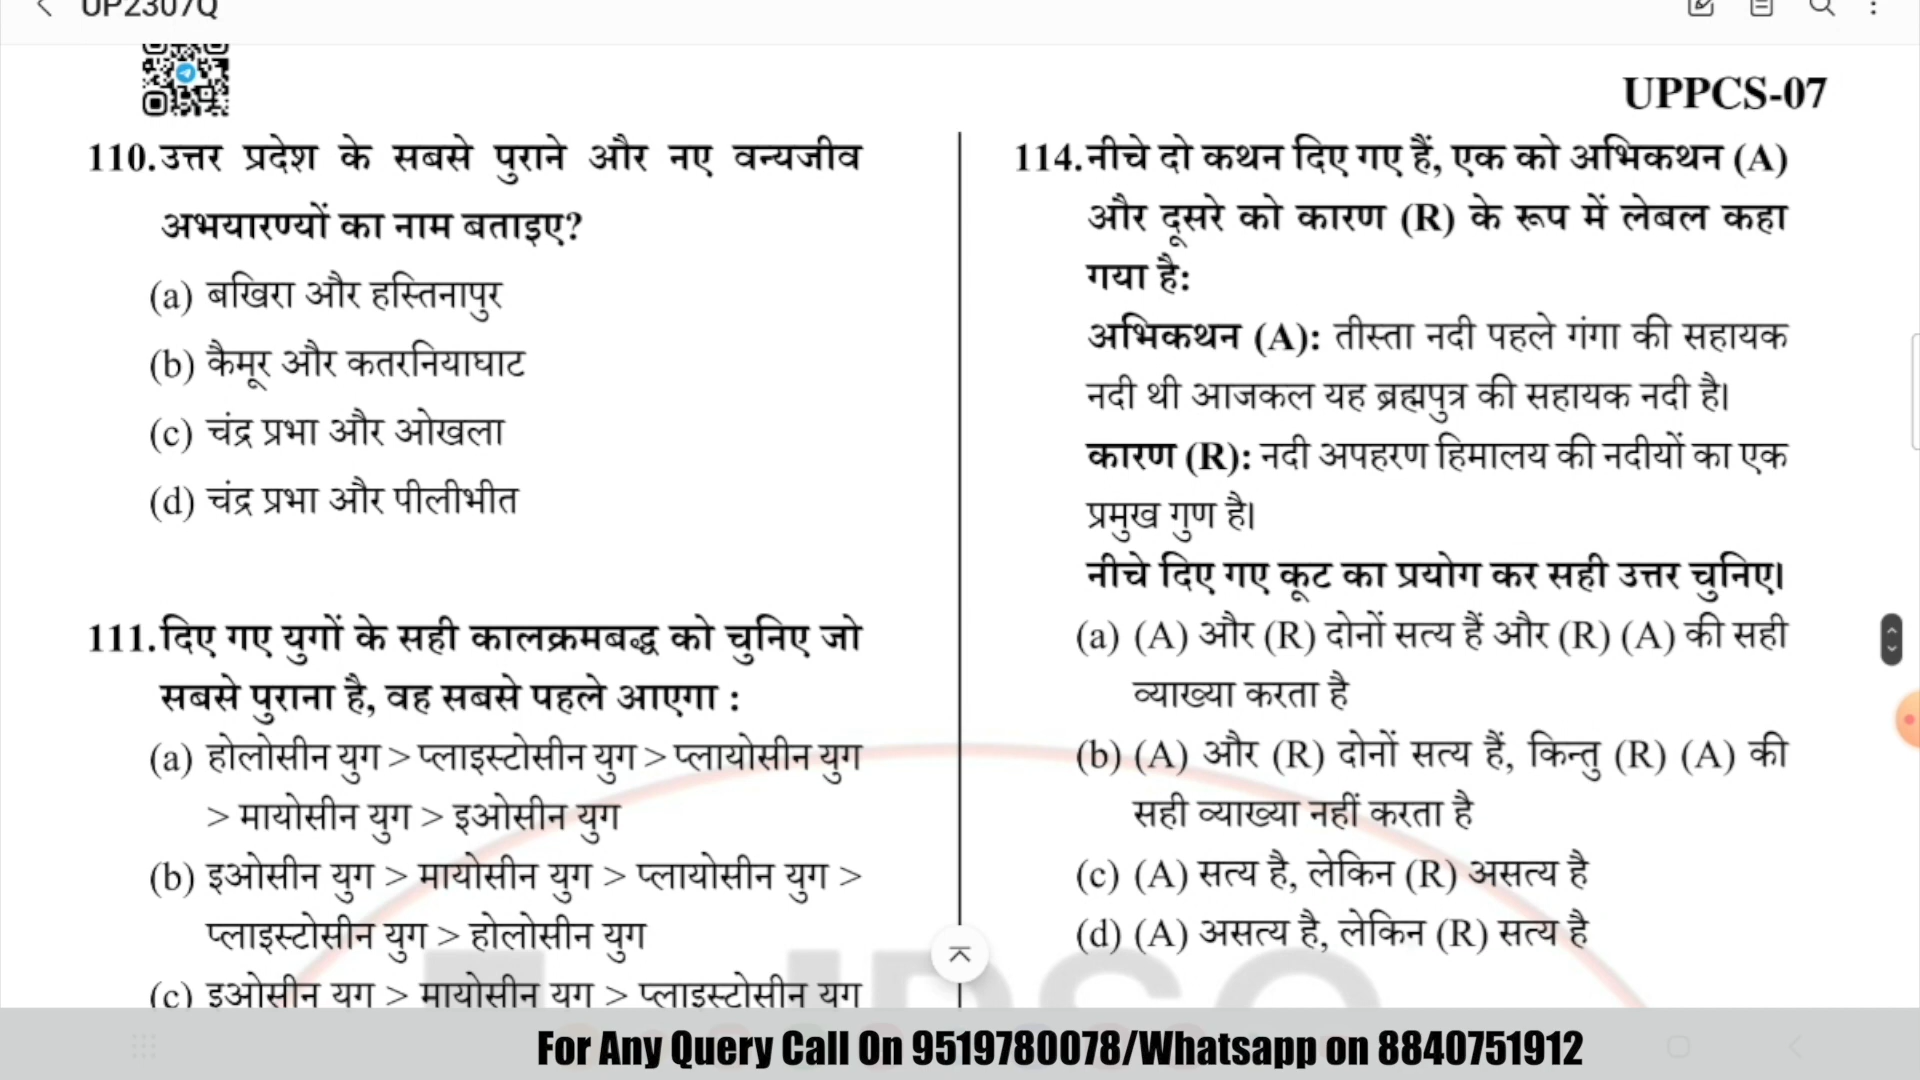 UP2307Q
UPPCS-07
110.उत्तर प्रदेश के सबसे पुराने और नए वन्यजीव
अभयारण्यों का नाम बताइए?
(a) बखिरा और हस्तिनापुर
(b) कैमूर और कतरनियाघाट
(c) चंद्र प्रभा और ओखला
(d) चंद्र प्रभा और पीलीभीत
111.दिए गए युगों के सही कालक्रमबद्ध को चुनिए जो
सबसे पुराना है, वह सबसे पहले आएगा :
(a) होलोसीन युग > प्लाइस्टोसीन युग > प्लायोसीन युग
> मायोसीन युग > इओसीन युग
(b) इओसीन युग > मायोसीन युग > प्लायोसीन युग >
प्लाइस्टोसीन युग > होलोसीन युग
(c) इओसीन युग > मायोसीन युग > प्लाइस्टोसीन युग
114.नीचे दो कथन दिए गए हैं, एक को अभिकथन (A)
और दूसरे को कारण (R) के रूप में लेबल कहा
गया है:
अभिकथन (A): तीस्ता नदी पहले गंगा की सहायक
नदी थी आजकल यह ब्रह्मपुत्र की सहायक नदी है।
कारण (R): नदी अपहरण हिमालय की नदीयों का एक
प्रमुख गुण है।
नीचे दिए गए कूट का प्रयोग कर सही उत्तर चुनिए।
(a) (A) और (R) दोनों सत्य हैं और (R) (A) की सही
व्याख्या करता है
(b) (A) और (R) दोनों सत्य हैं, किन्तु (R) (A) की
सही व्याख्या नहीं करता है
(c) (A) सत्य है, लेकिन (R) असत्य है
(d) (A) असत्य है, लेकिन (R) सत्य है
For Any Query Call On 9519780078/Whatsapp on 8840751912